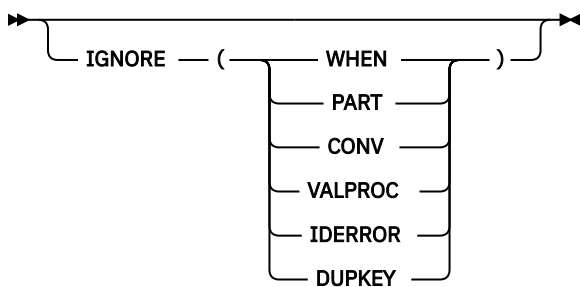 IGNORE ( WHEN )
PART
CONV
VALPROC
IDERROR
DUPKEY